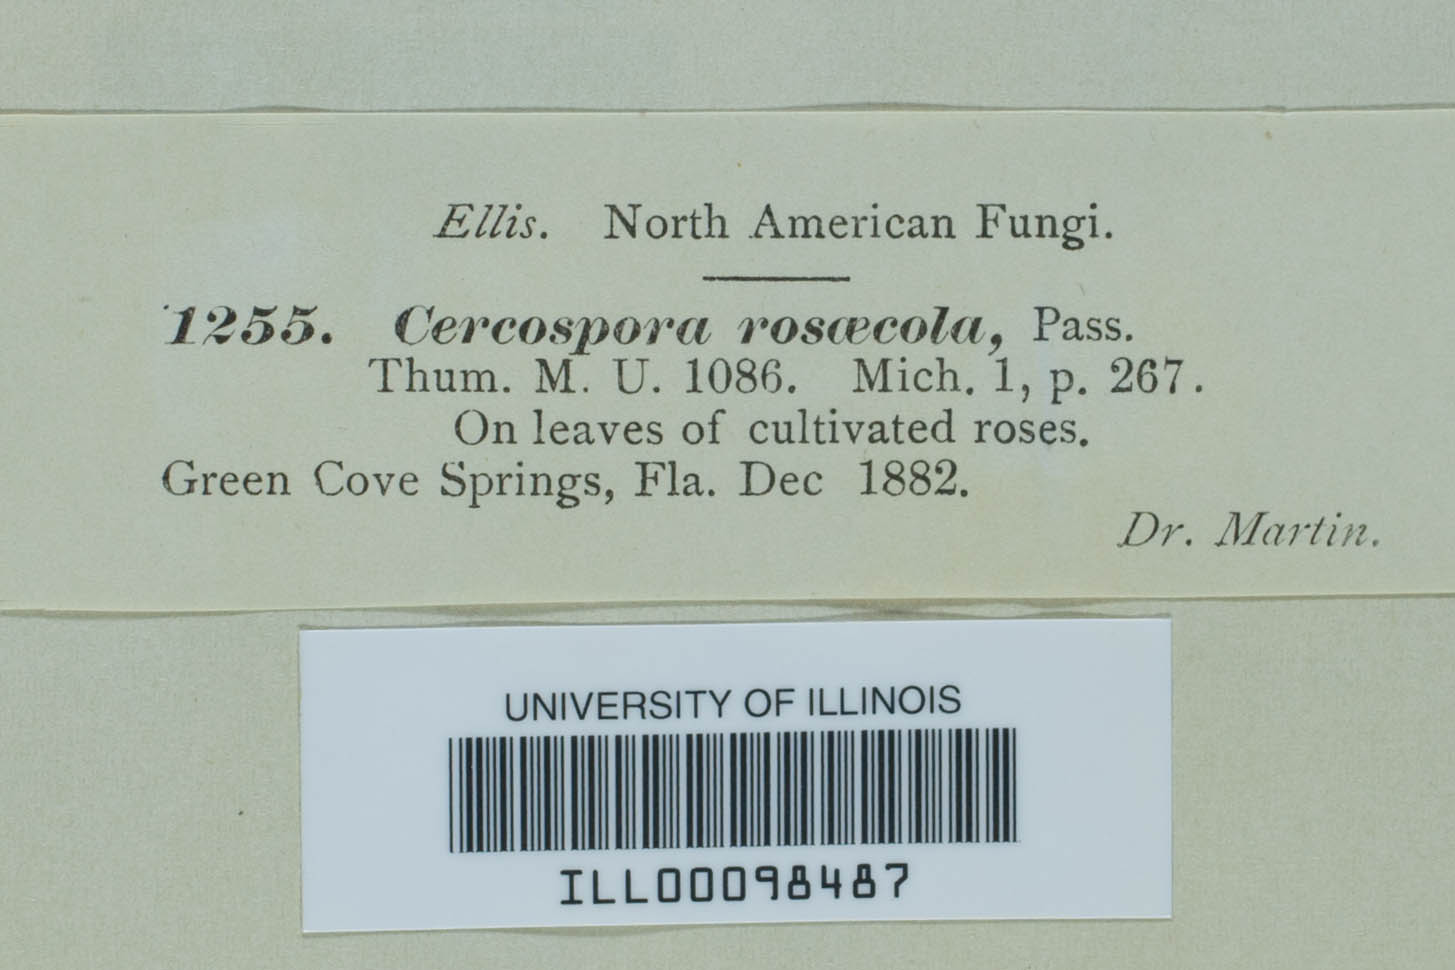 Ellis. North American Fungi.
1255. Cercospora rosæcola, Pass.
Thum. M. U. 1086. Mich. 1, p. 267.
On leaves of cultivated roses.
Green Cove Springs, Fla. Dec 1882.
Dr. Martin.
UNIVERSITY OF ILLINOIS
ILL00098487